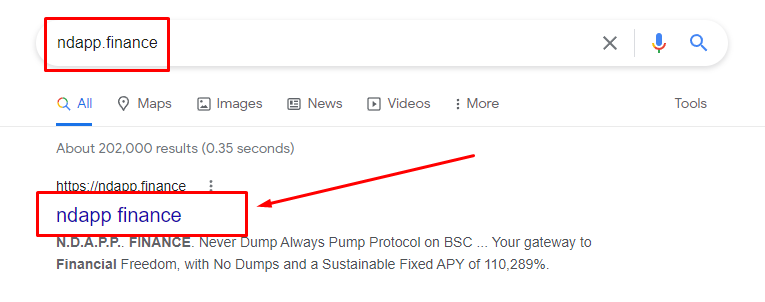 ndapp.finance
All Maps Images News Videos More Tools
About 202,000 results (0.35 seconds)
https://ndapp.finance
ndapp finance
N.D.A.P.P.. FINANCE. Never Dump Always Pump Protocol on BSC ... Your gateway to
Financial Freedom, with No Dumps and a Sustainable Fixed APY of 110,289%.